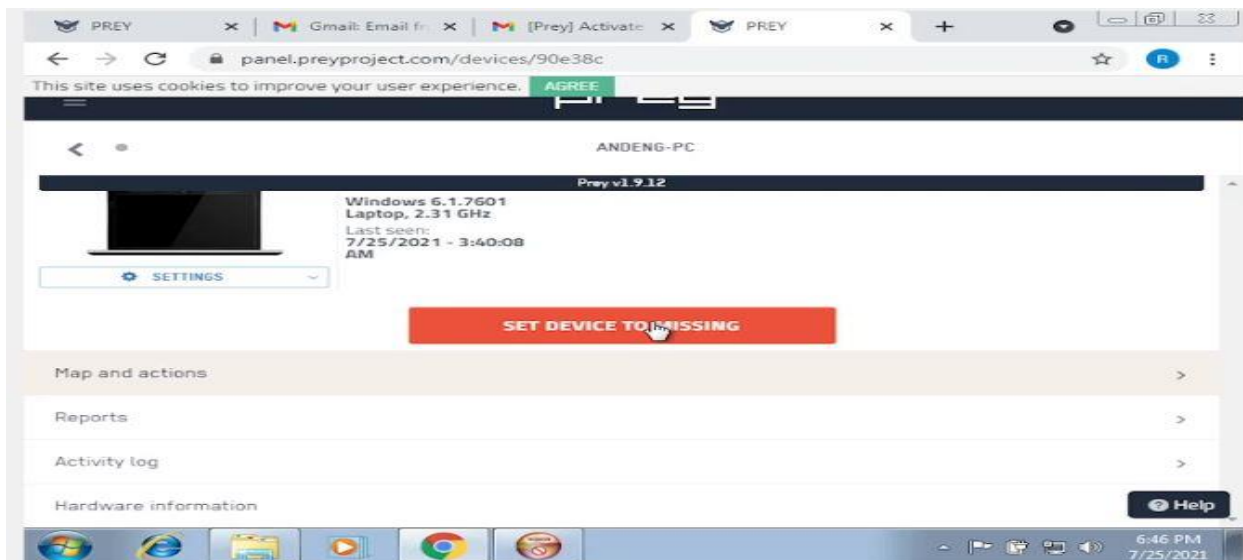 PREY
Gmail: Email fr
[Prey] Activate
PREY
panel.preyproject.com/devices/90e38c
R
This site uses cookies to improve your user experience. AGREE
prey
ANDENG-PC
Prey v1.9.12
Windows 6.1.7601
Laptop, 2.31 GHz
Last seen:
7/25/2021 - 3:40:08
AM
SETTINGS
SET DEVICE TO MISSING
Map and actions
Reports
Activity log
Hardware information
Help
6:46 PM
7/25/2021